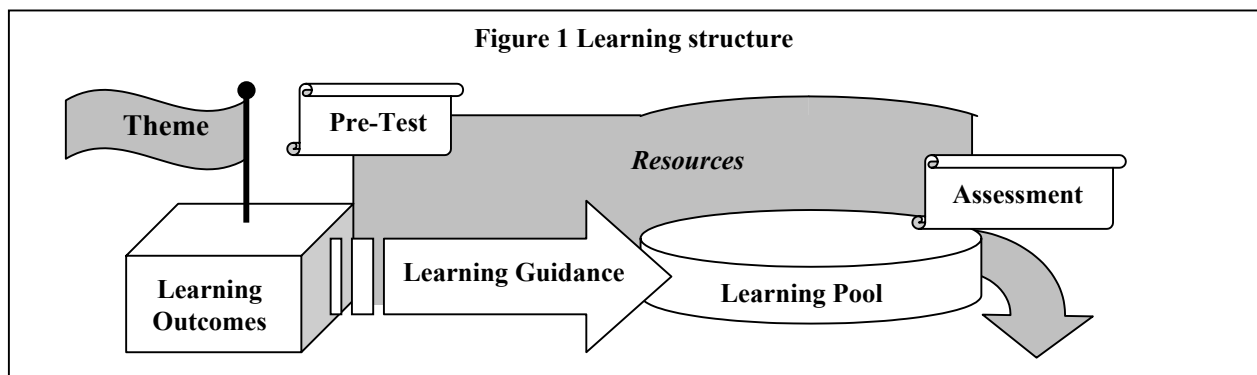 Figure 1 Learning structure
Theme
Pre-Test
Resources
Assessment
Learning Guidance
Learning Pool
Learning
Outcomes